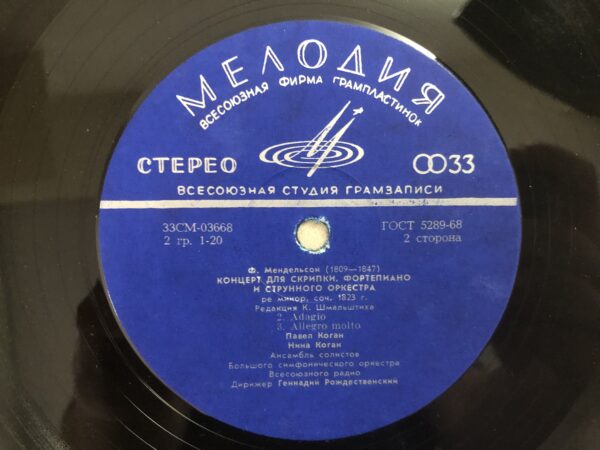 МЕЛОДИЯ
ВСЕСОЮЗНАЯ ФИРМА ГРАМПЛАСТИНОК
СТЕРЕО
33
ВСЕСОЮЗНАЯ СТУДИЯ ГРАМЗАПИСИ
33СМ-03668
2 гр. 1-20
ГОСТ 5289-68
2 сторона
Ф. Мендельсон (1809—1847)
КОНЦЕРТ ДЛЯ СКРИПКИ, ФОРТЕПИАНО
И СТРУННОГО ОРКЕСТРА
ре минор, соч. 1823 г.
Редакция К. Шмальштиха
2. Adagio
3. Allegro molto
Павел Коган
Нина Коган
Ансамбль солистов
Большого симфонического оркестра
Всесоюзного радио
Дирижер Геннадий Рождественский